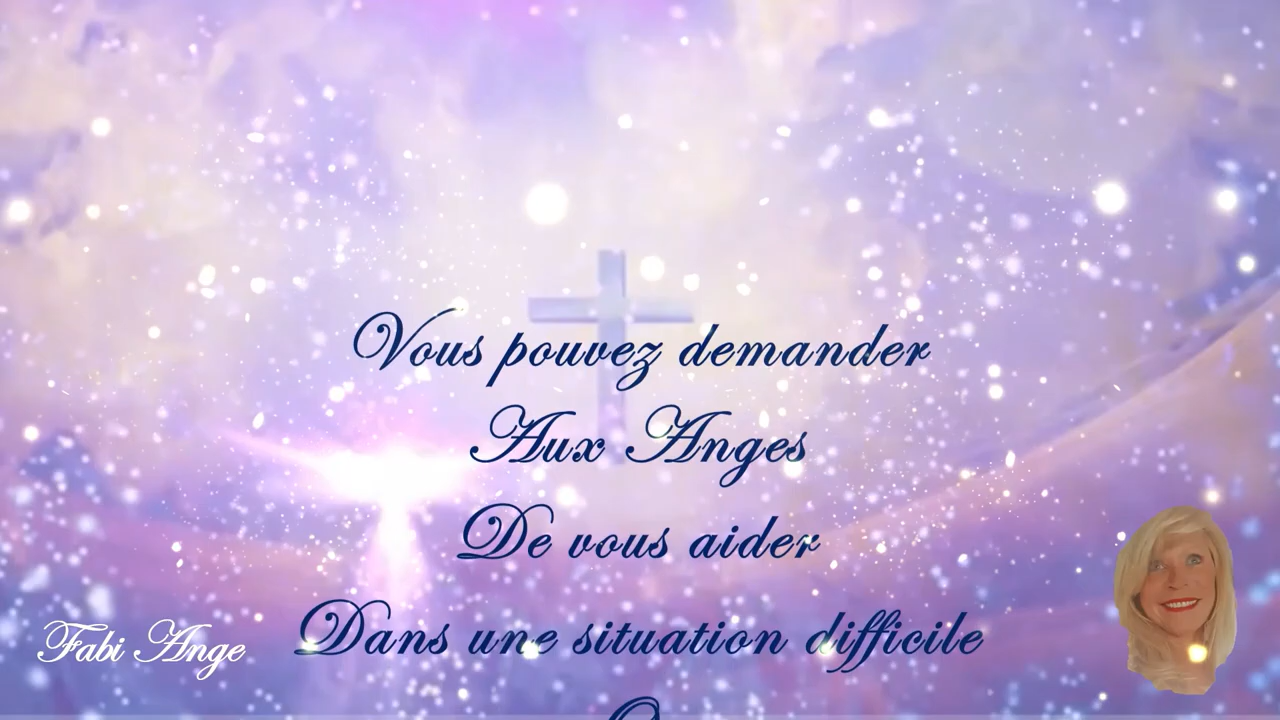 Vous pouvez demander
Aux Anges
De vous aider
Dans une situation difficile
Fabi Ange